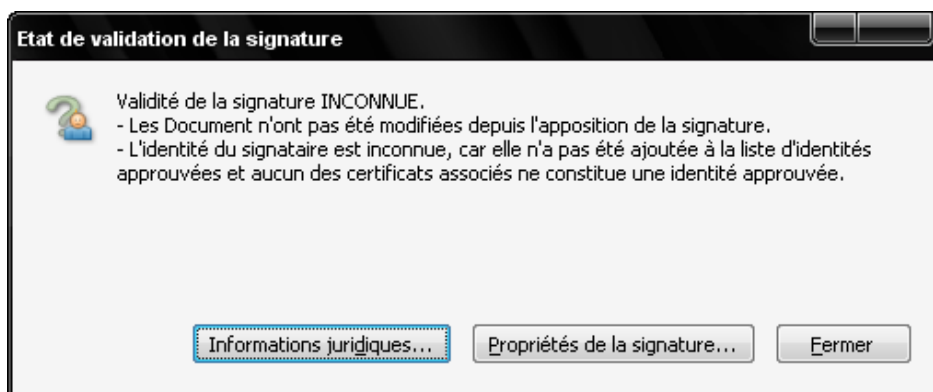 Etat de validation de la signature
Validité de la signature INCONNUE.
- Les Document n'ont pas été modifiées depuis l'apposition de la signature.
- L'identité du signataire est inconnue, car elle n'a pas été ajoutée à la liste d'identités
approuvées et aucun des certificats associés ne constitue une identité approuvée.
Informations juridiques... Propriétés de la signature... Fermer